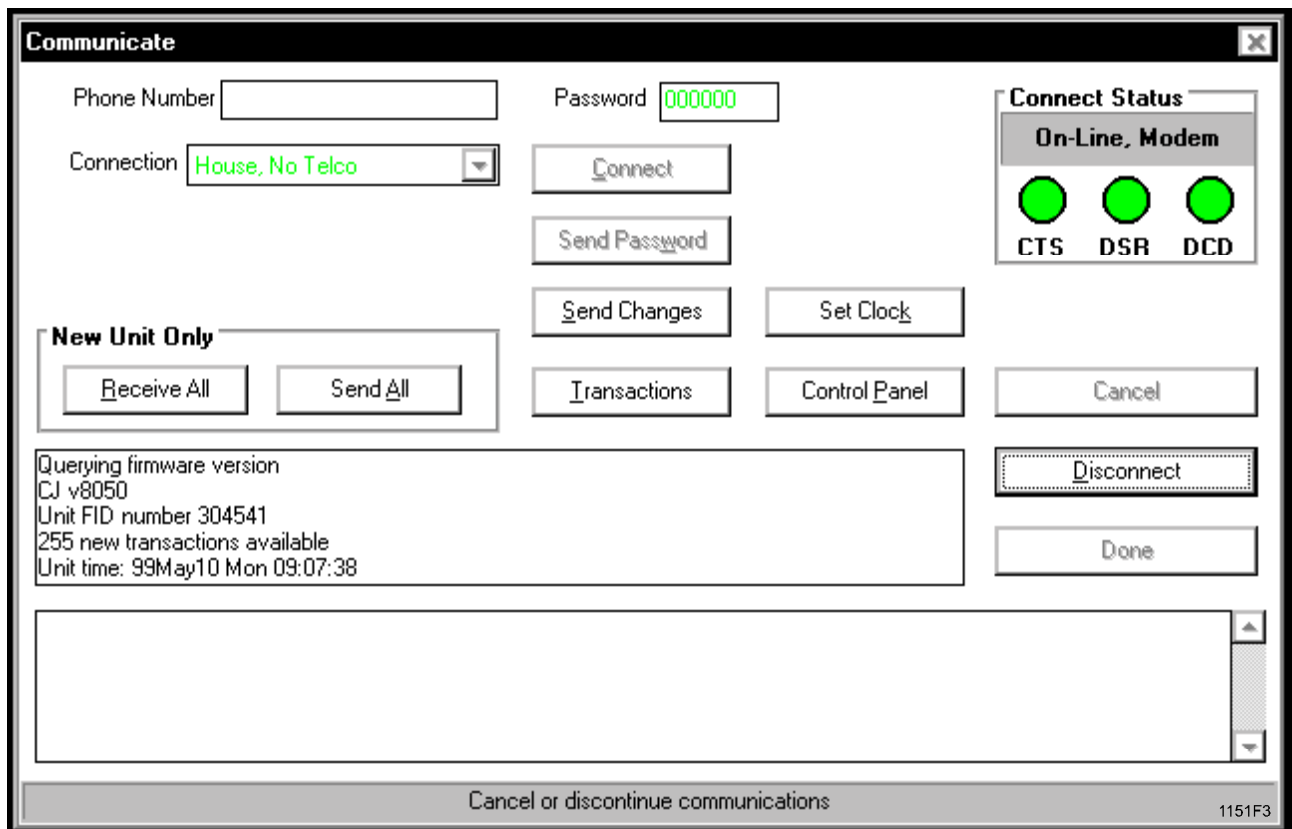 Communicate
Phone Number
Password 000000
Connect Status
On-Line, Modem
CTS DSR DCD
Connection House, No Telco
Connect
Send Password
Send Changes
Set Clock
New Unit Only
Receive All
Send All
Transactions
Control Panel
Cancel
Querying firmware version
CJ v8050
Unit FID number 304541
255 new transactions available
Unit time: 99May10 Mon 09:07:38
Disconnect
Done
Cancel or discontinue communications
1151F3